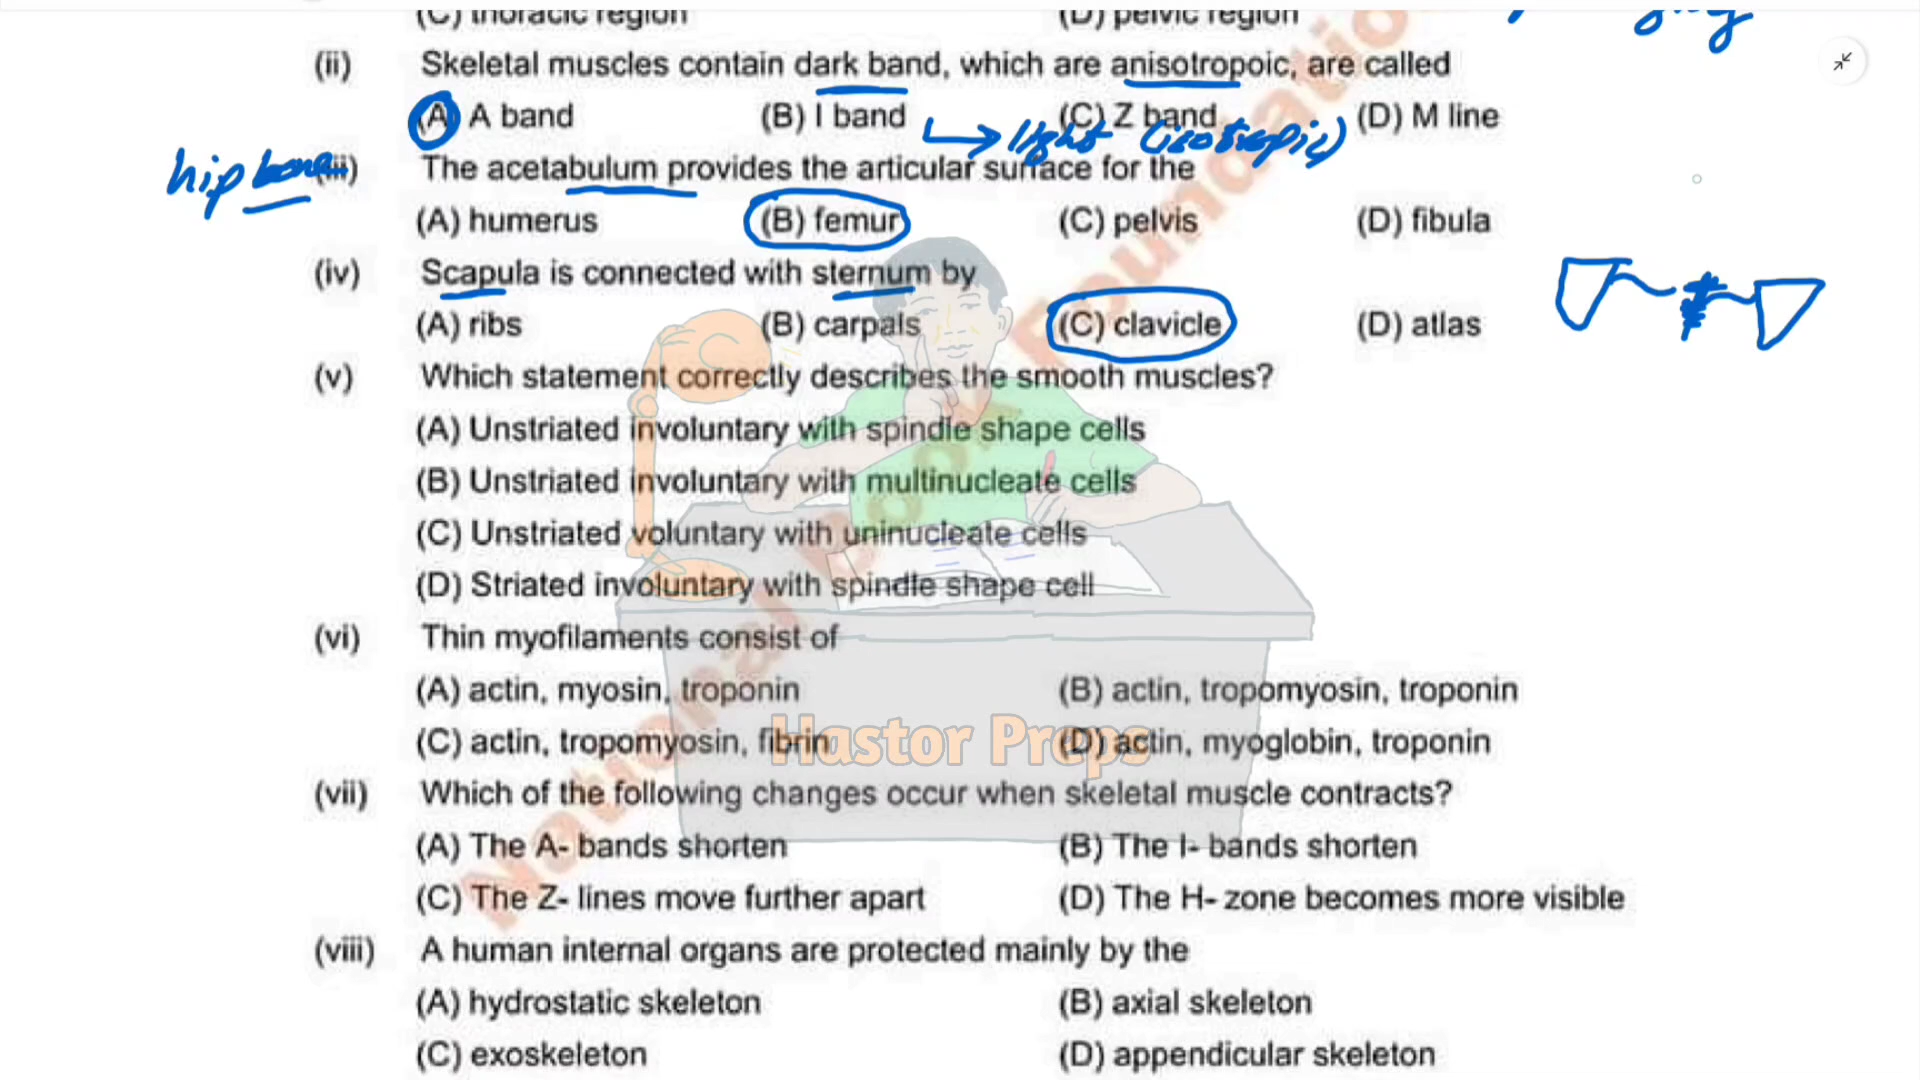 (C) thoracic region (D) pelvic region
(ii) Skeletal muscles contain dark band, which are anisotropoic, are called
(A) A band (B) I band (C) Z band (D) M line
light (isotropic)
hip bone
(iii) The acetabulum provides the articular surface for the
(A) humerus (B) femur (C) pelvis (D) fibula
(iv) Scapula is connected with sternum by
(A) ribs (B) carpals (C) clavicle (D) atlas
(v) Which statement correctly describes the smooth muscles?
(A) Unstriated involuntary with spindle shape cells
(B) Unstriated involuntary with multinucleate cells
(C) Unstriated voluntary with uninucleate cells
(D) Striated involuntary with spindle shape cell
(vi) Thin myofilaments consist of
(A) actin, myosin, troponin (B) actin, tropomyosin, troponin
(C) actin, tropomyosin, fibrin (D) actin, myoglobin, troponin
Hastor Props
(vii) Which of the following changes occur when skeletal muscle contracts?
(A) The A- bands shorten (B) The I- bands shorten
(C) The Z- lines move further apart (D) The H- zone becomes more visible
(viii) A human internal organs are protected mainly by the
(A) hydrostatic skeleton (B) axial skeleton
(C) exoskeleton (D) appendicular skeleton
National Book Foundation